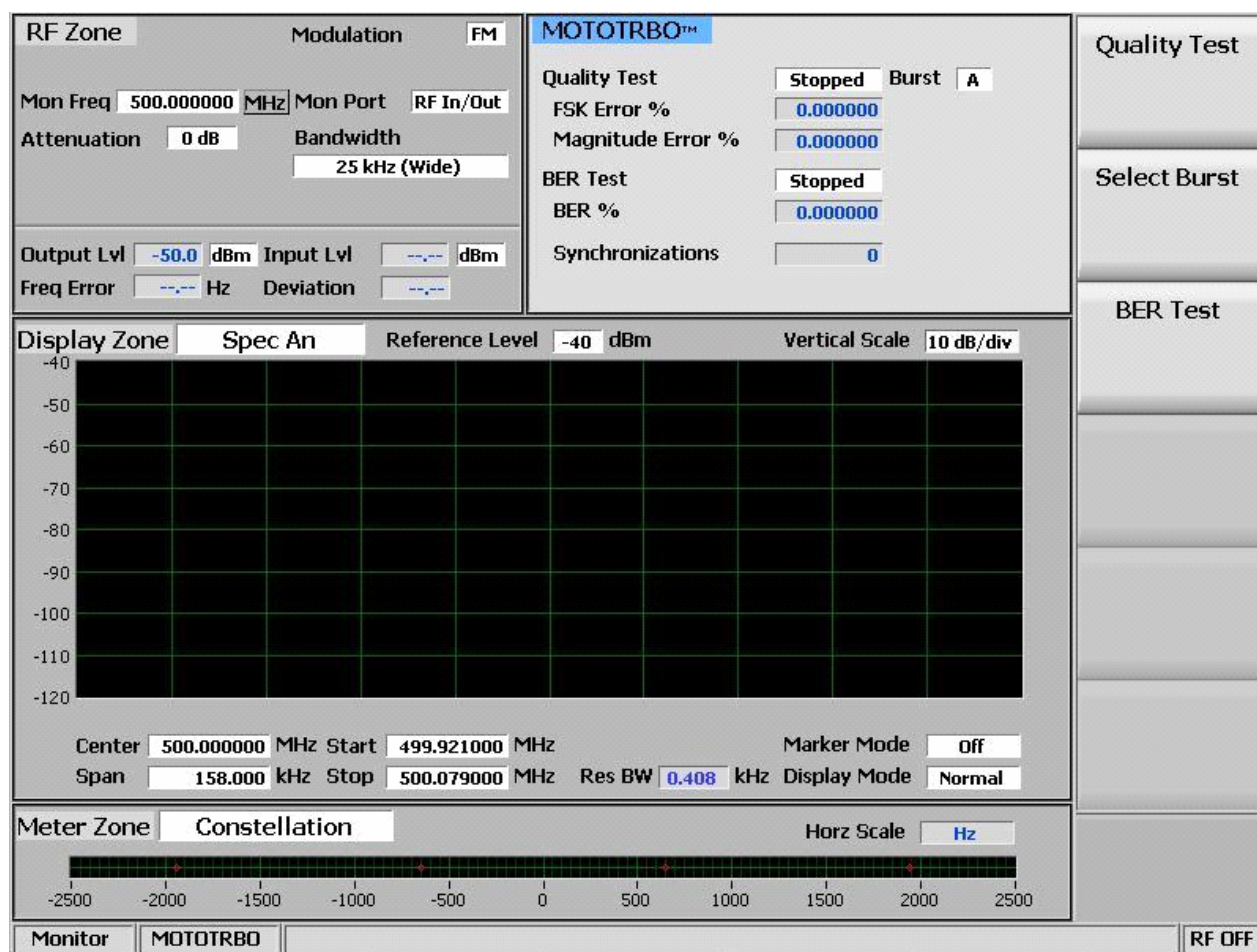 RF Zone
Modulation FM
Mon Freq 500.000000 MHz Mon Port RF In/Out
Attenuation 0 dB Bandwidth
25 kHz (Wide)
Output Lvl -50.0 dBm Input Lvl --.-- dBm
Freq Error --.-- Hz Deviation --.--
MOTOTRBO™
Quality Test Stopped Burst A
FSK Error % 0.000000
Magnitude Error % 0.000000
BER Test Stopped
BER % 0.000000
Synchronizations 0
Quality Test
Select Burst
BER Test
Display Zone Spec An Reference Level -40 dBm Vertical Scale 10 dB/div
-40
-50
-60
-70
-80
-90
-100
-110
-120
Center 500.000000 MHz Start 499.921000 MHz Marker Mode Off
Span 158.000 kHz Stop 500.079000 MHz Res BW 0.408 kHz Display Mode Normal
Meter Zone Constellation Horz Scale Hz
-2500 -2000 -1500 -1000 -500 0 500 1000 1500 2000 2500
Monitor MOTOTRBO RF OFF